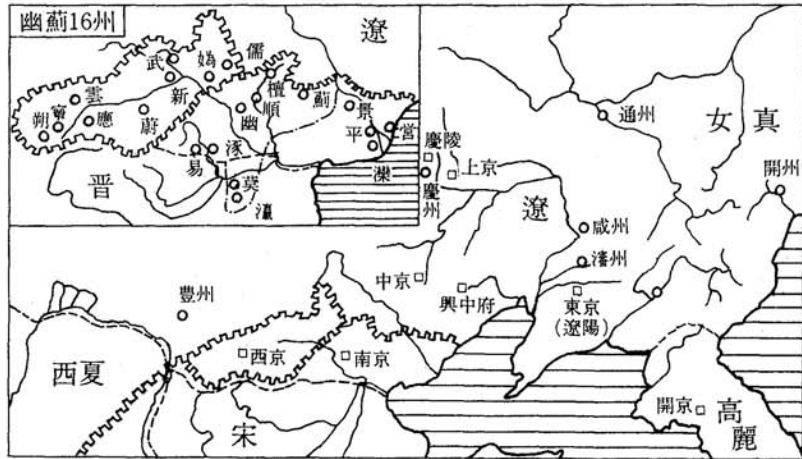 幽薊16州
遼
武
媯
儒
檀
雲
新
順
薊
景
朔
寰
應
蔚
幽
平
營
易
涿
灤
晋
莫
瀛
通州
女真
慶陵
上京
慶州
開州
遼
咸州
瀋州
中京
興中府
東京
(遼陽)
豊州
西京
南京
西夏
宋
開京
高麗